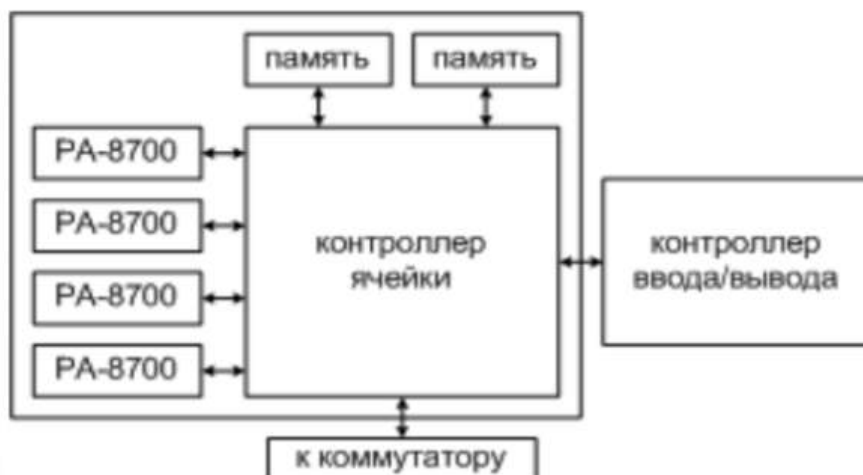 память
память
PA-8700
PA-8700
PA-8700
PA-8700
контроллер
ячейки
контроллер
ввода/вывода
к коммутатору